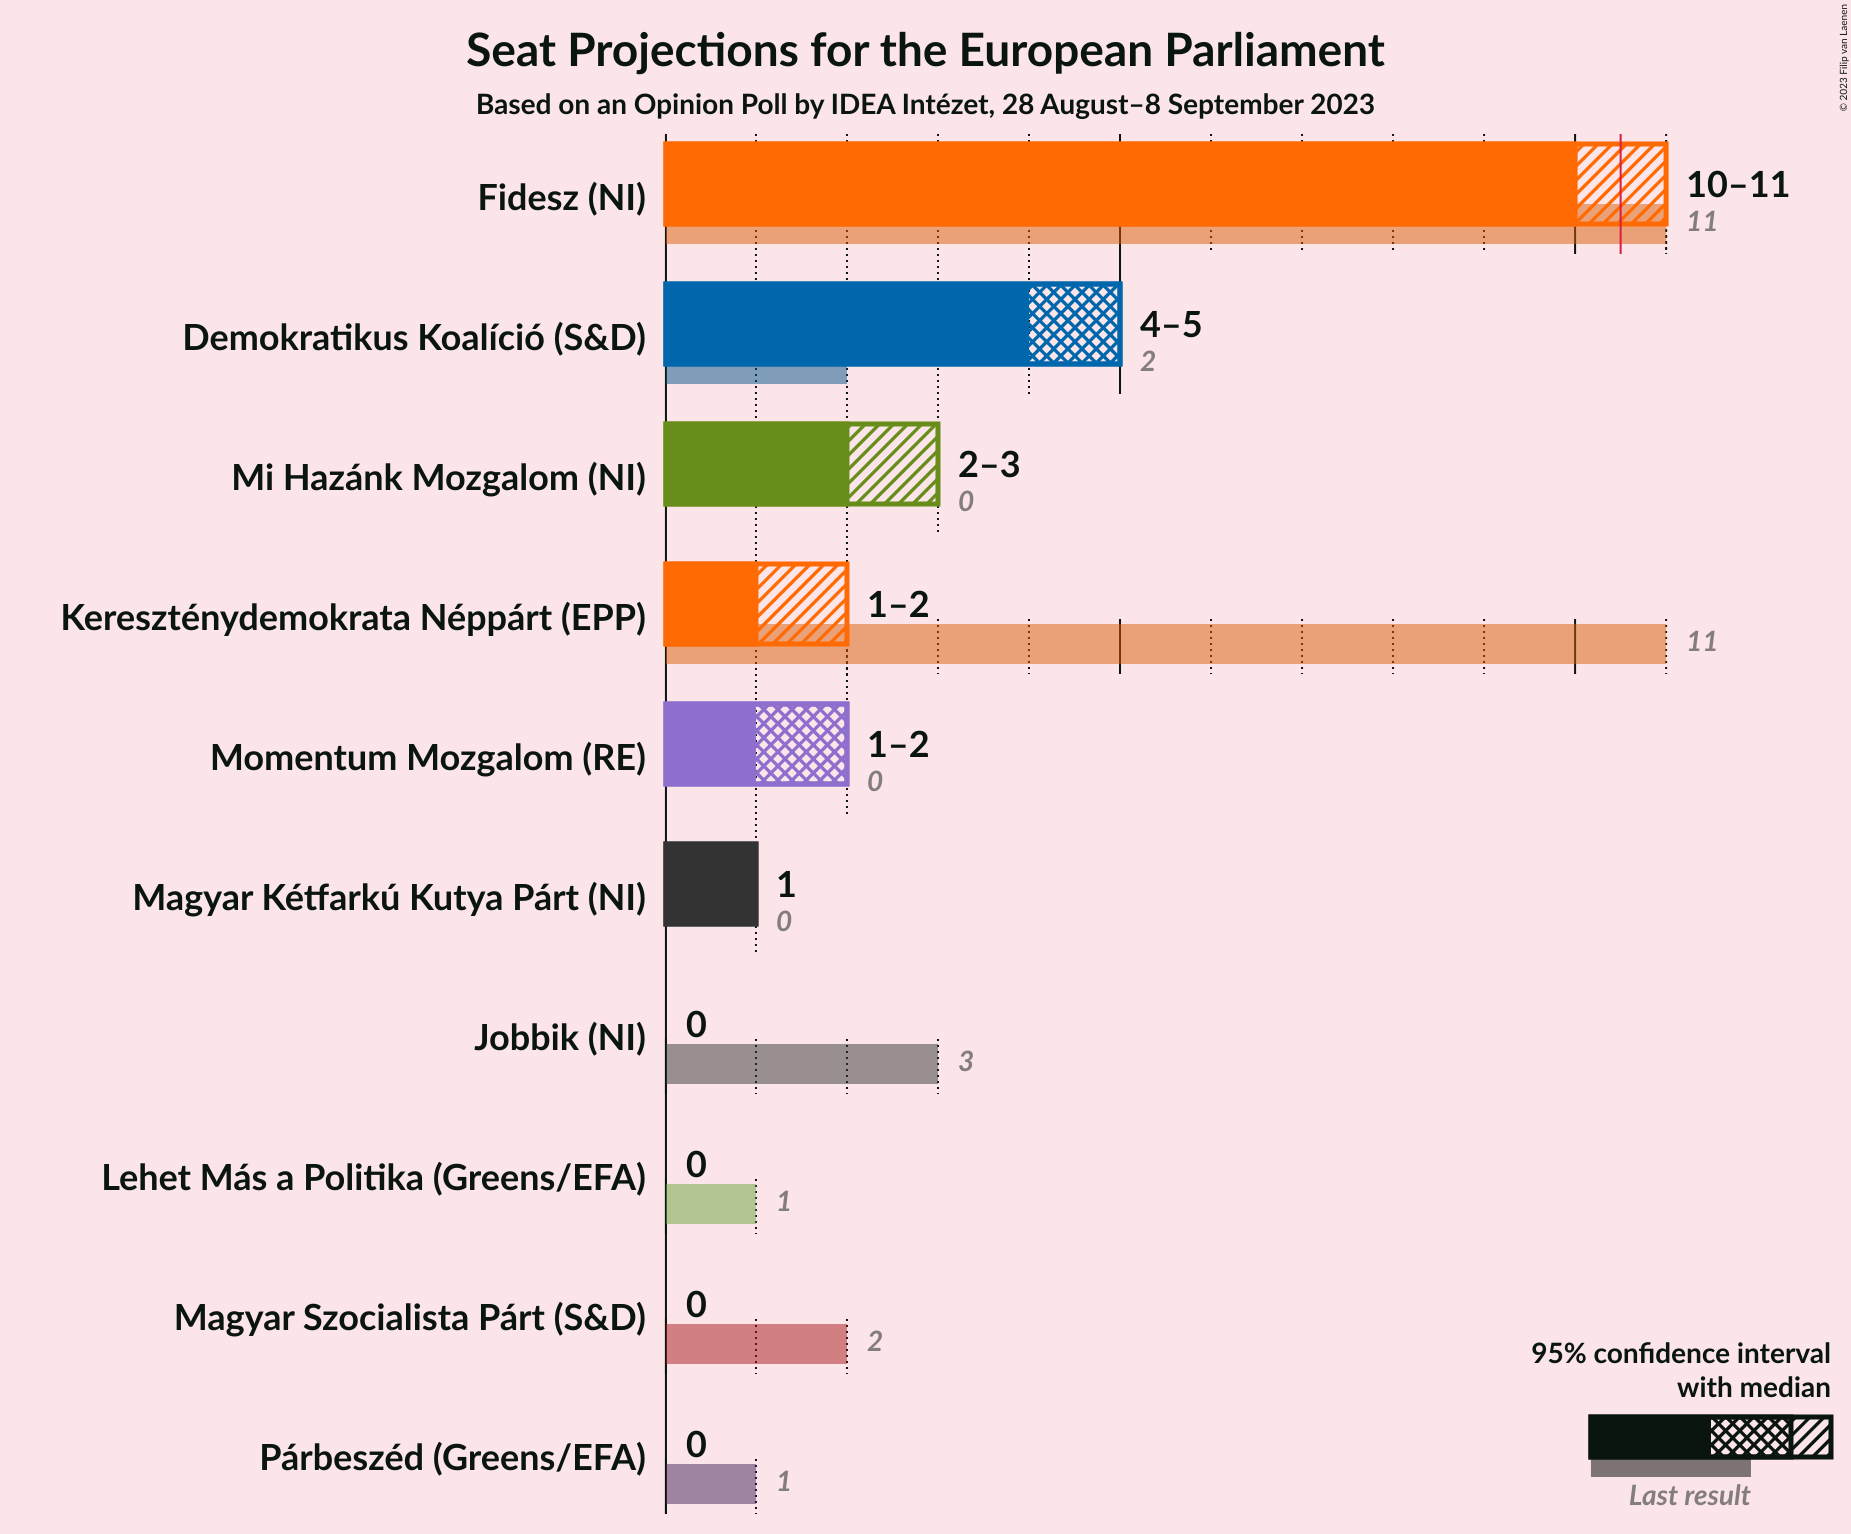 Seat Projections for the European Parliament
Based on an Opinion Poll by IDEA Intézet, 28 August–8 September 2023
© 2023 Filip van Laenen
Fidesz (NI)
10–11
11
Demokratikus Koalíció (S&D)
4–5
2
Mi Hazánk Mozgalom (NI)
2–3
0
Kereszténydemokrata Néppárt (EPP)
1–2
11
Momentum Mozgalom (RE)
1–2
0
Magyar Kétfarkú Kutya Párt (NI)
1
0
Jobbik (NI)
0
3
Lehet Más a Politika (Greens/EFA)
0
1
Magyar Szocialista Párt (S&D)
0
2
Párbeszéd (Greens/EFA)
0
1
95% confidence interval
with median
Last result